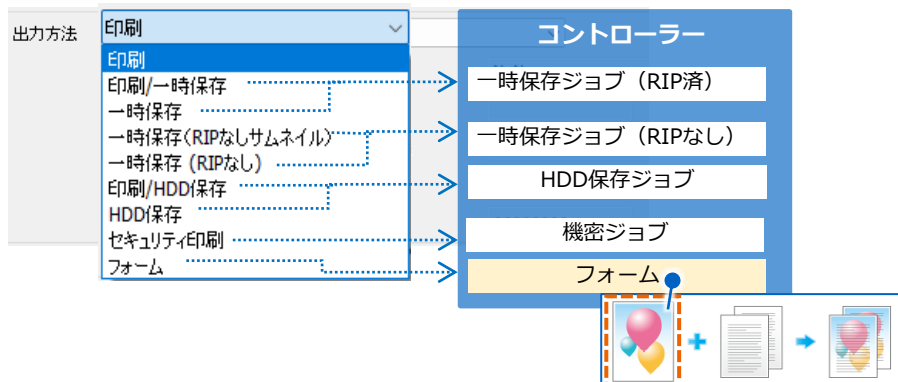 出力方法
印刷
印刷
印刷/一時保存
一時保存
一時保存(RIPなしサムネイル)
一時保存 (RIPなし)
印刷/HDD保存
HDD保存
セキュリティ印刷
フォーム
コントローラー
一時保存ジョブ（RIP済）
一時保存ジョブ（RIPなし）
HDD保存ジョブ
機密ジョブ
フォーム